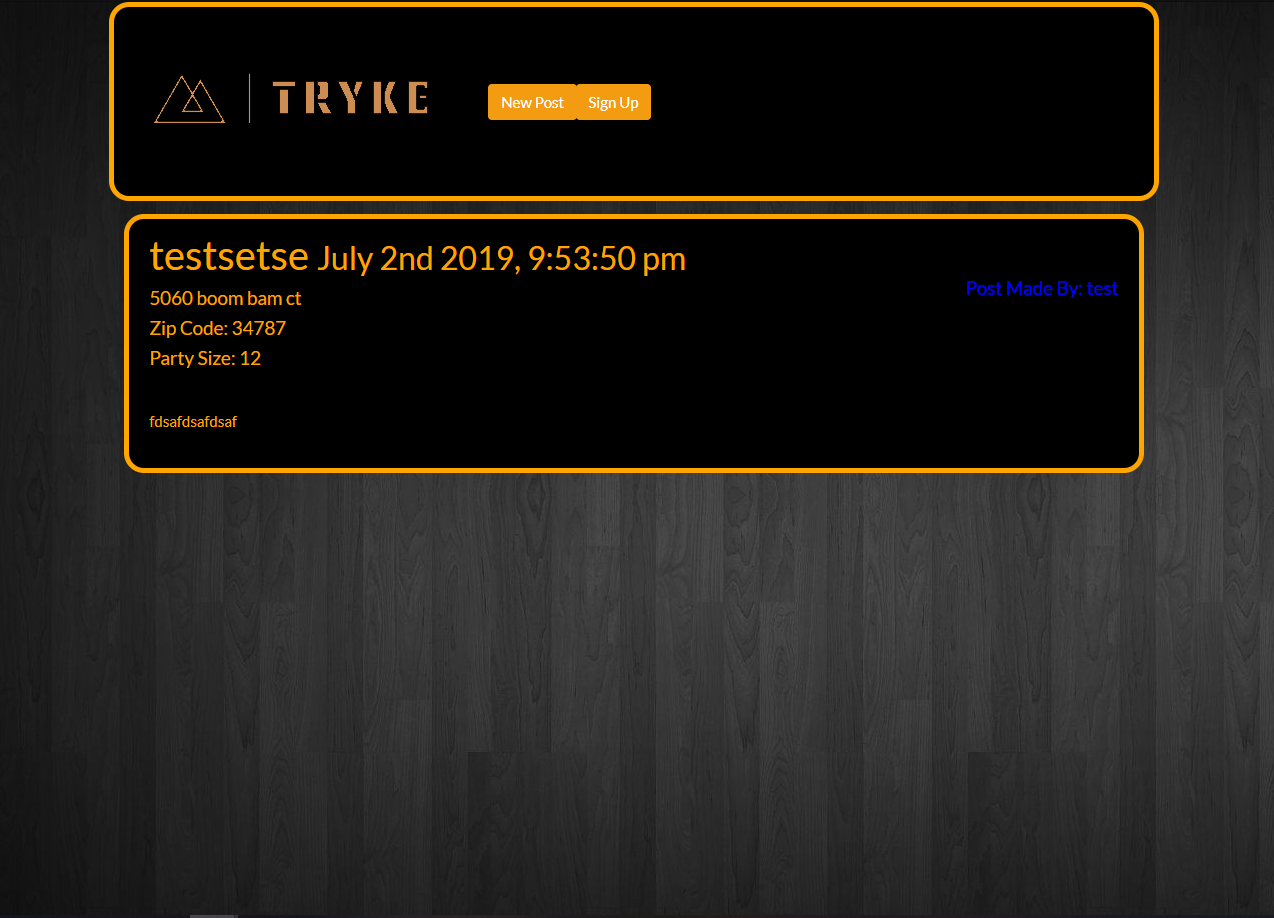 TRYKE
New Post
Sign Up
testsetse July 2nd 2019, 9:53:50 pm
Post Made By: test
5060 boom bam ct
Zip Code: 34787
Party Size: 12
fdsafdsafdsaf